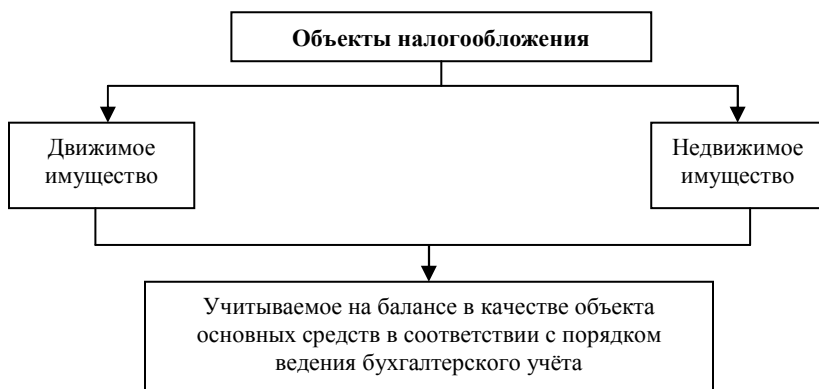 Объекты налогообложения
Движимое
имущество
Недвижимое
имущество
Учитываемое на балансе в качестве объекта
основных средств в соответствии с порядком
ведения бухгалтерского учёта